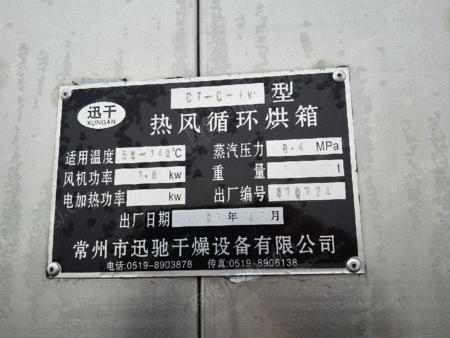 迅干 CT-C-IV 型
XUNGAN
热风循环烘箱
适用温度 50-140℃ 蒸汽压力 0.4 MPa
风机功率 1.8 kw 重量 t
电加热功率 kw 出厂编号 070724
出厂日期 07年 月
常州市迅驰干燥设备有限公司
电话:0519-8903878 传真:0519-8906138